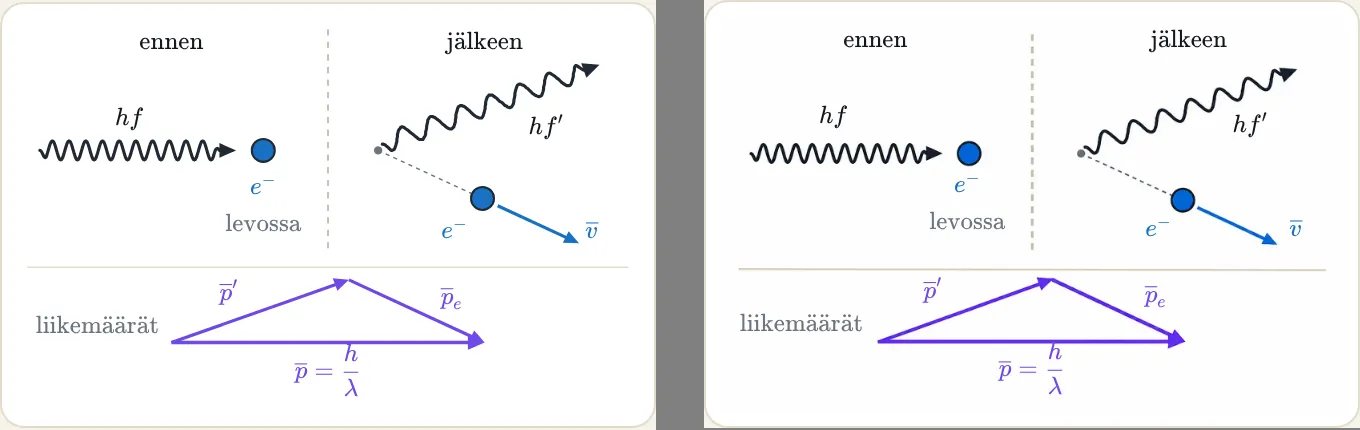 ennen
jälkeen
hf
hf′
e⁻
levossa
e⁻
v̅
liikemäärät
p̅′
p̅ₑ
p̅ = h/λ
ennen
jälkeen
hf
hf′
e⁻
levossa
e⁻
v̅
liikemäärät
p̅′
p̅ₑ
p̅ = h/λ